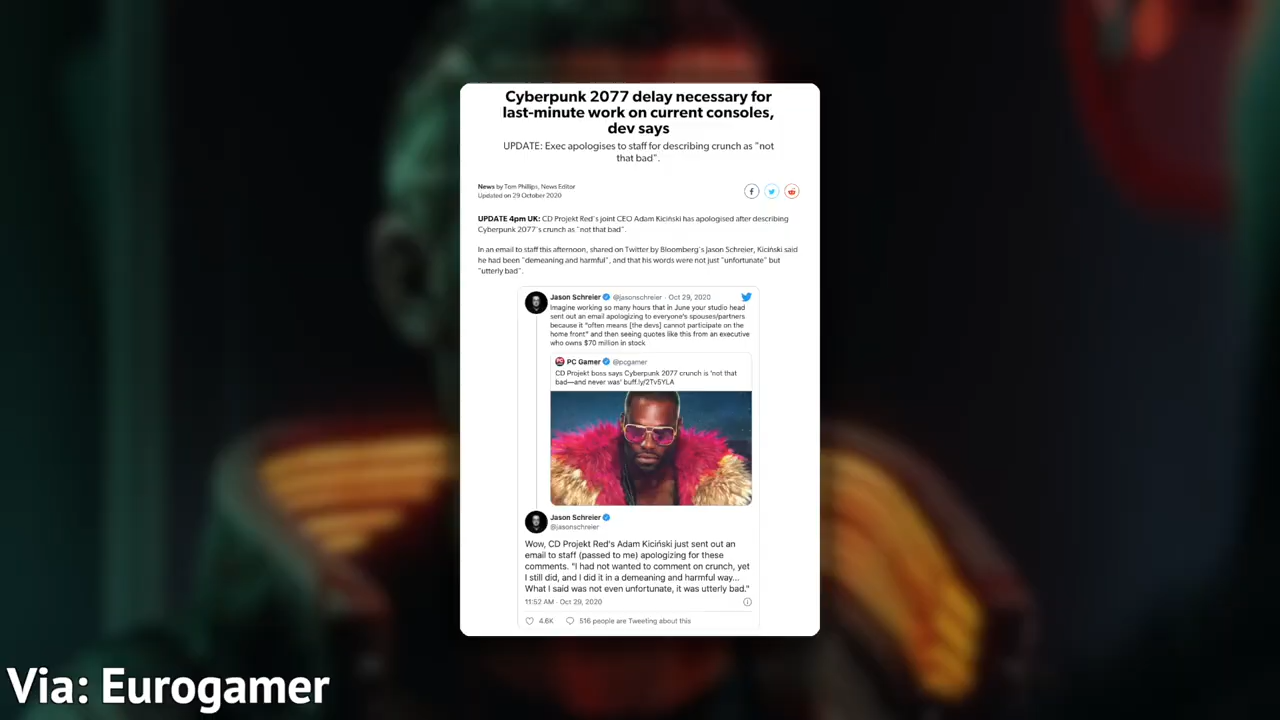 Cyberpunk 2077 delay necessary for
last-minute work on current consoles,
dev says
UPDATE: Exec apologises to staff for describing crunch as "not
that bad".
News by Tom Phillips, News Editor
Updated on 29 October 2020
UPDATE 4pm UK: CD Projekt Red's joint CEO Adam Kiciński has apologised after describing
Cyberpunk 2077's crunch as "not that bad".
In an email to staff this afternoon, shared on Twitter by Bloomberg's Jason Schreier, Kiciński said
he had been "demeaning and harmful", and that his words were not just "unfortunate" but
"utterly bad".
Jason Schreier @jasonschreier · Oct 29, 2020
Imagine working so many hours that in June your studio head
sent out an email apologizing to everyone's spouses/partners
because it "often means [the devs] cannot participate on the
home front" and then seeing quotes like this from an executive
who owns $70 million in stock
PC Gamer @pcgamer
CD Projekt boss says Cyberpunk 2077 crunch is 'not that
bad—and never was' buff.ly/2Tv5YLA
Jason Schreier
@jasonschreier
Wow, CD Projekt Red's Adam Kiciński just sent out an
email to staff (passed to me) apologizing for these
comments. "I had not wanted to comment on crunch, yet
I still did, and I did it in a demeaning and harmful way...
What I said was not even unfortunate, it was utterly bad."
11:52 AM · Oct 29, 2020
4.6K 516 people are Tweeting about this
Via: Eurogamer